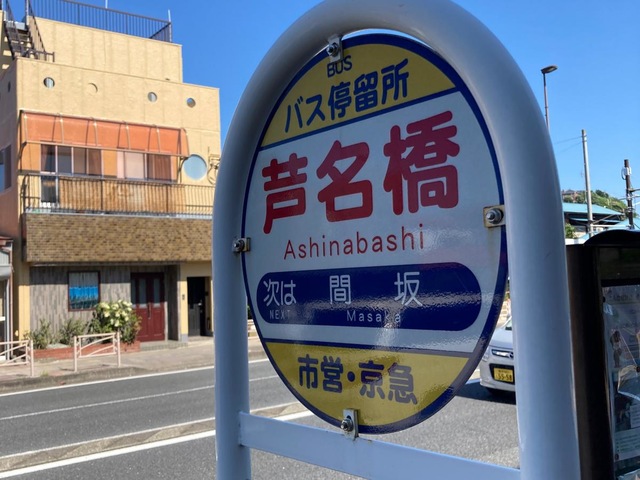 BUS
バス停留所
芦名橋
Ashinabashi
次は 間坂
NEXT Masaka
市営・京急